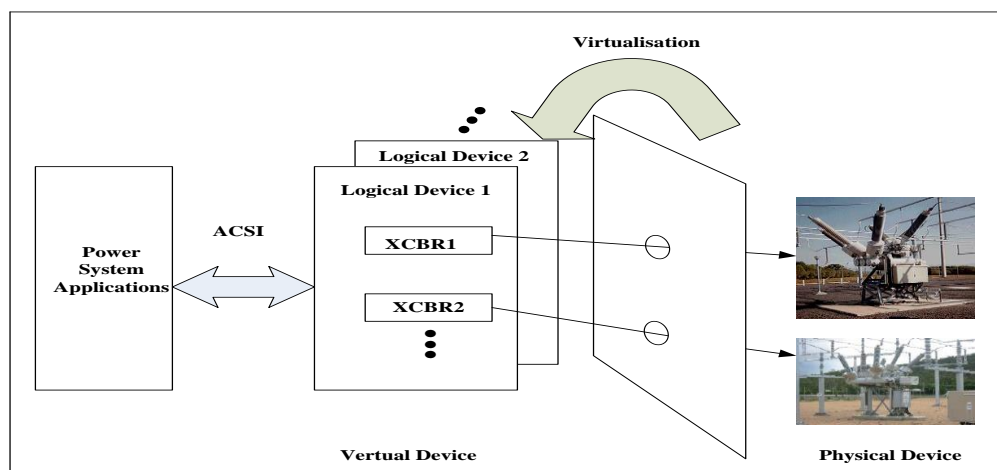 Virtualisation
Logical Device 2
Logical Device 1
ACSI
XCBR1
Power
System
Applications
XCBR2
Vertual Device
Physical Device